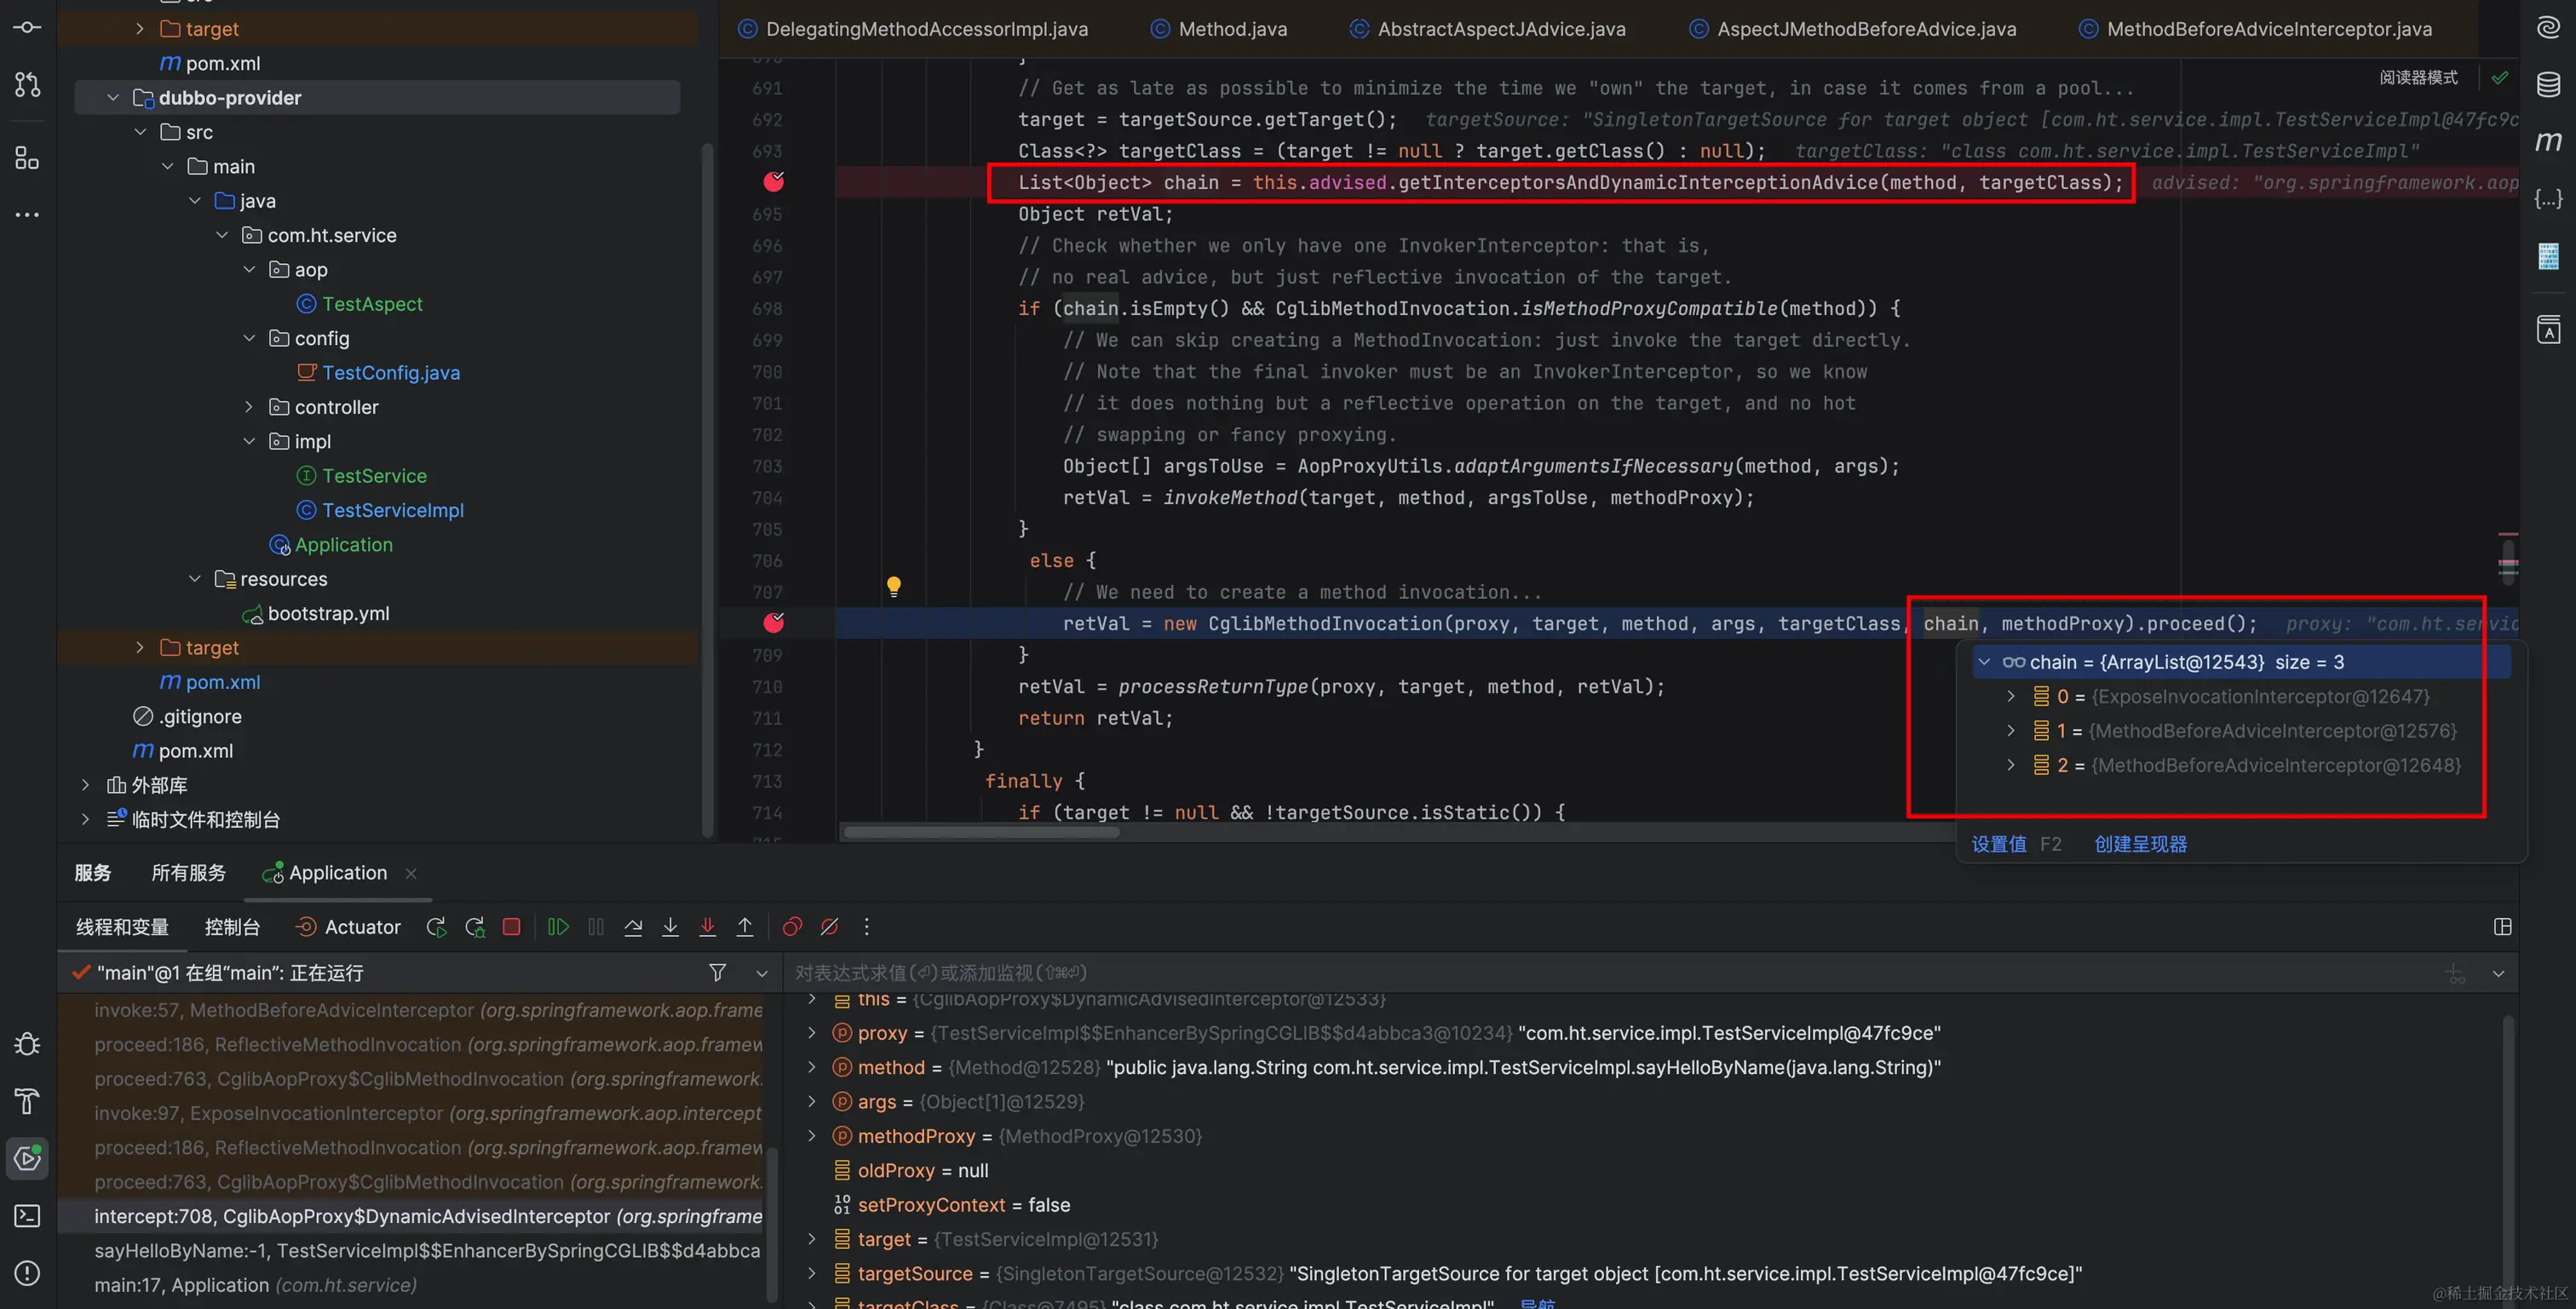 src
target
pom.xml
dubbo-provider
src
main
java
com.ht.service
aop
TestAspect
config
TestConfig.java
controller
impl
TestService
TestServiceImpl
Application
resources
bootstrap.yml
target
pom.xml
.gitignore
pom.xml
外部库
临时文件和控制台
DelegatingMethodAccessorImpl.java
Method.java
AbstractAspectJAdvice.java
AspectJMethodBeforeAdvice.java
MethodBeforeAdviceInterceptor.java
阅读器模式
690 }
691 // Get as late as possible to minimize the time we "own" the target, in case it comes from a pool...
692 target = targetSource.getTarget(); targetSource: "SingletonTargetSource for target object [com.ht.service.impl.TestServiceImpl@47fc9c
693 Class<?> targetClass = (target != null ? target.getClass() : null); targetClass: "class com.ht.service.impl.TestServiceImpl"
List<Object> chain = this.advised.getInterceptorsAndDynamicInterceptionAdvice(method, targetClass); advised: "org.springframework.aop
695 Object retVal;
696 // Check whether we only have one InvokerInterceptor: that is,
697 // no real advice, but just reflective invocation of the target.
698 if (chain.isEmpty() && CglibMethodInvocation.isMethodProxyCompatible(method)) {
699 // We can skip creating a MethodInvocation: just invoke the target directly.
700 // Note that the final invoker must be an InvokerInterceptor, so we know
701 // it does nothing but a reflective operation on the target, and no hot
702 // swapping or fancy proxying.
703 Object[] argsToUse = AopProxyUtils.adaptArgumentsIfNecessary(method, args);
704 retVal = invokeMethod(target, method, argsToUse, methodProxy);
705 }
706 else {
707 // We need to create a method invocation...
retVal = new CglibMethodInvocation(proxy, target, method, args, targetClass, chain, methodProxy).proceed(); proxy: "com.ht.servic
709 }
710 retVal = processReturnType(proxy, target, method, retVal);
711 return retVal;
712 }
713 finally {
714 if (target != null && !targetSource.isStatic()) {
chain = {ArrayList@12543} size = 3
0 = {ExposeInvocationInterceptor@12647}
1 = {MethodBeforeAdviceInterceptor@12576}
2 = {MethodBeforeAdviceInterceptor@12648}
设置值 F2 创建呈现器
服务 所有服务 Application
线程和变量 控制台 Actuator
"main"@1 在组“main”: 正在运行
invoke:57, MethodBeforeAdviceInterceptor (org.springframework.aop.frame
proceed:186, ReflectiveMethodInvocation (org.springframework.aop.framew
proceed:763, CglibAopProxy$CglibMethodInvocation (org.springframework.
invoke:97, ExposeInvocationInterceptor (org.springframework.aop.intercept
proceed:186, ReflectiveMethodInvocation (org.springframework.aop.framew
proceed:763, CglibAopProxy$CglibMethodInvocation (org.springframework.
intercept:708, CglibAopProxy$DynamicAdvisedInterceptor (org.springframe
sayHelloByName:-1, TestServiceImpl$$EnhancerBySpringCGLIB$$d4abbca
main:17, Application (com.ht.service)
对表达式求值(⏎)或添加监视(⇧⌘⏎)
this = {CglibAopProxy$DynamicAdvisedInterceptor@12533}
proxy = {TestServiceImpl$$EnhancerBySpringCGLIB$$d4abbca3@10234} "com.ht.service.impl.TestServiceImpl@47fc9ce"
method = {Method@12528} "public java.lang.String com.ht.service.impl.TestServiceImpl.sayHelloByName(java.lang.String)"
args = {Object[1]@12529}
methodProxy = {MethodProxy@12530}
oldProxy = null
setProxyContext = false
target = {TestServiceImpl@12531}
targetSource = {SingletonTargetSource@12532} "SingletonTargetSource for target object [com.ht.service.impl.TestServiceImpl@47fc9ce]"
targetClass = {Class@7495} "class com.ht.service.impl.TestServiceImpl" 导航
@稀土掘金技术社区